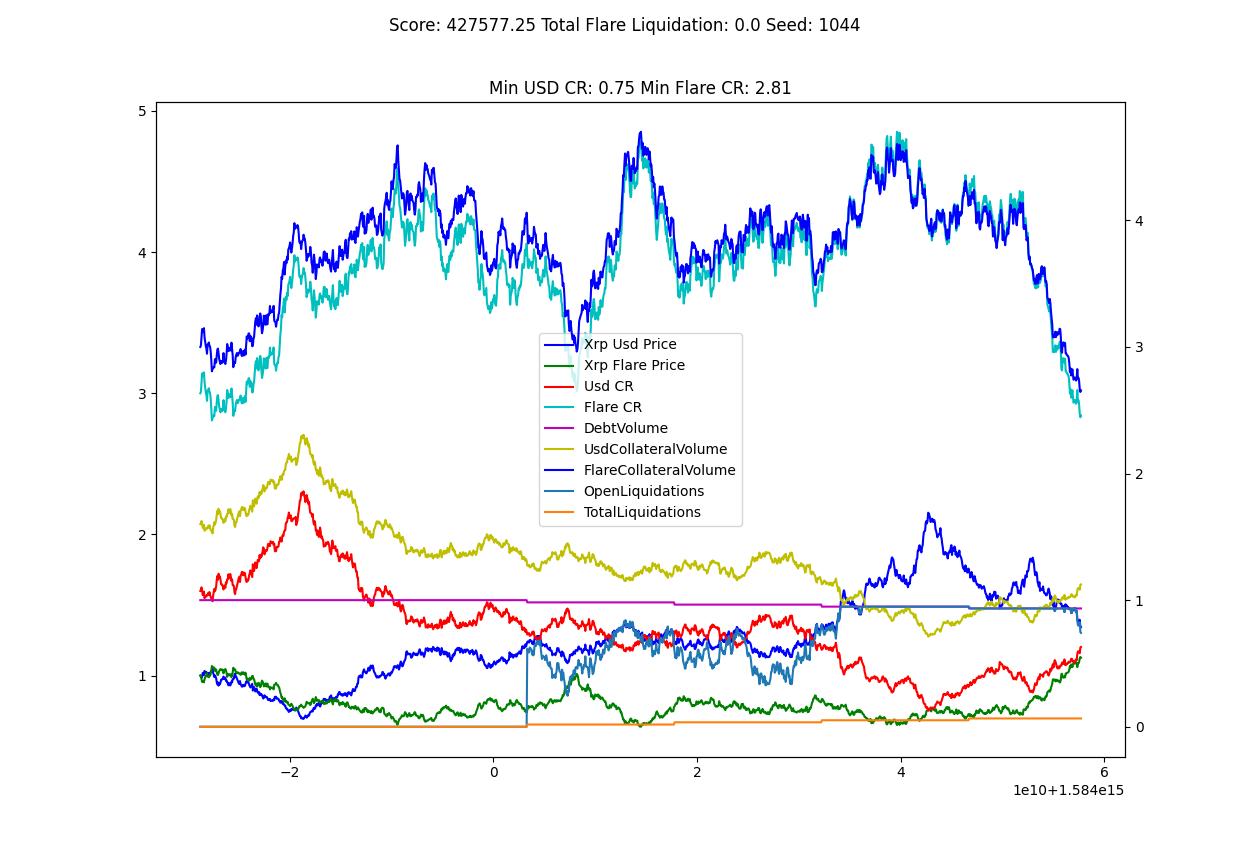 Score: 427577.25 Total Flare Liquidation: 0.0 Seed: 1044
Min USD CR: 0.75 Min Flare CR: 2.81
5
4
3
2
1
4
3
2
1
0
Xrp Usd Price
Xrp Flare Price
Usd CR
Flare CR
DebtVolume
UsdCollateralVolume
FlareCollateralVolume
OpenLiquidations
TotalLiquidations
−2 0 2 4 6
1e10+1.584e15